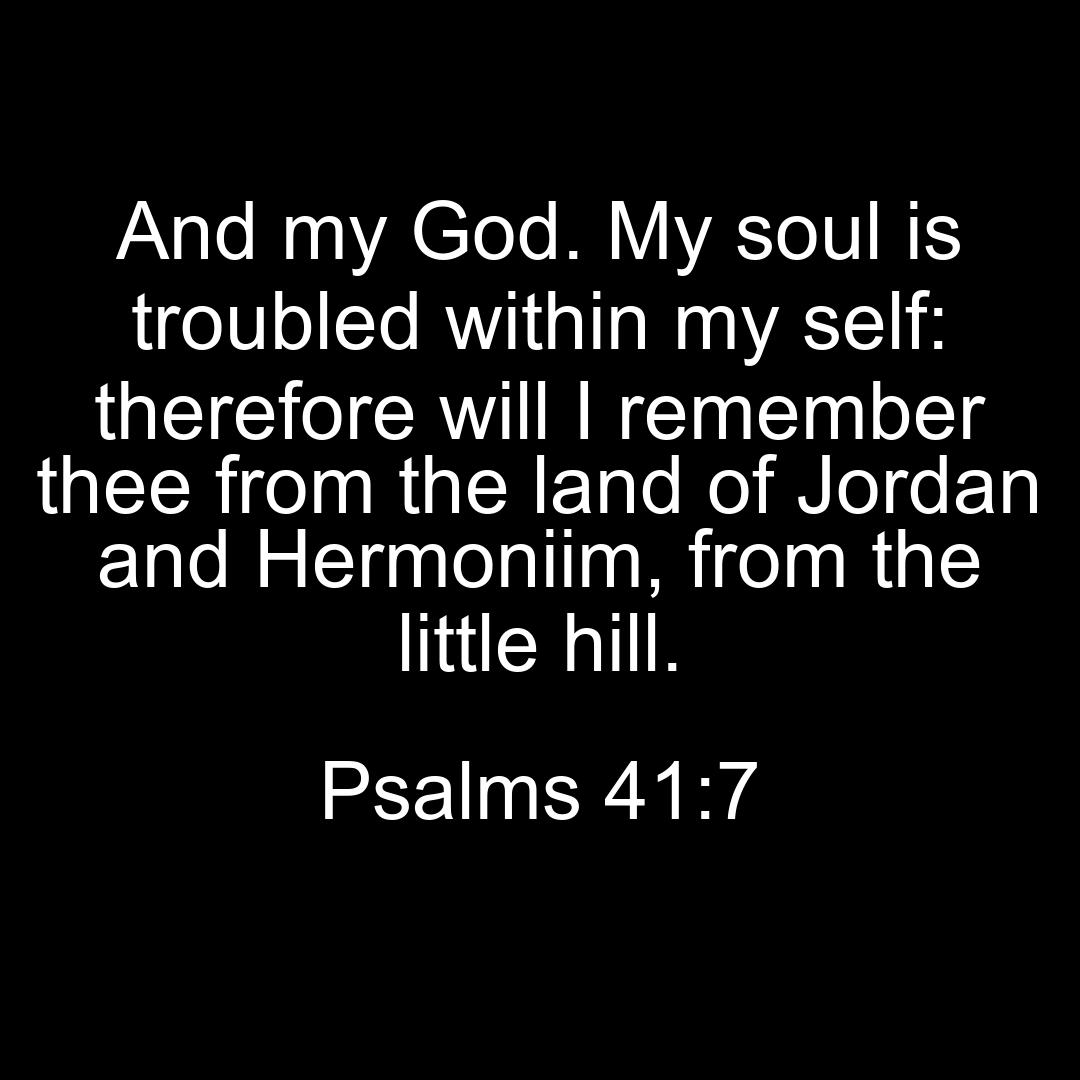 And my God. My soul is
troubled within my self:
therefore will I remember
thee from the land of Jordan
and Hermoniim, from the
little hill.
Psalms 41:7